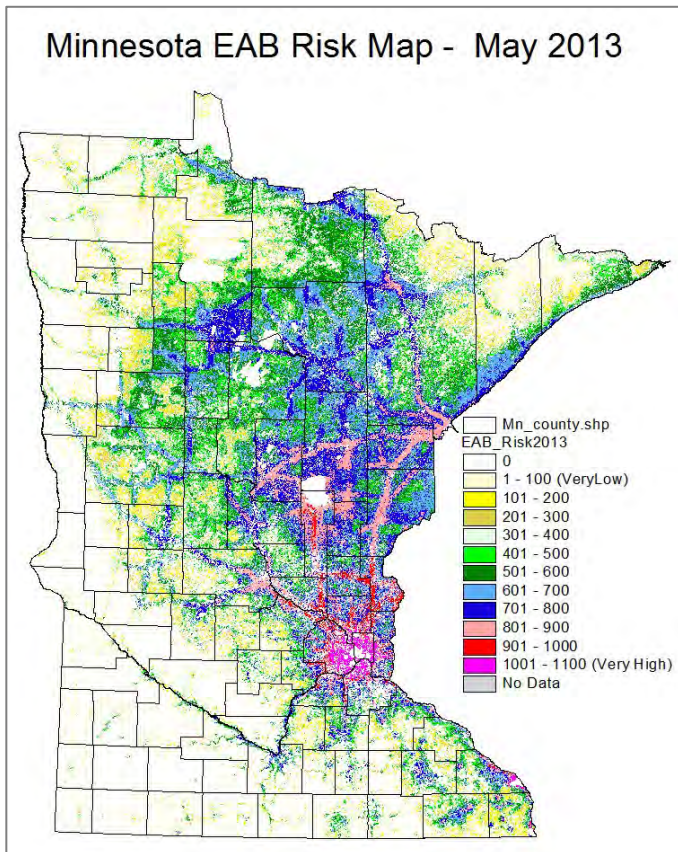 Minnesota EAB Risk Map - May 2013
Mn_county.shp
EAB_Risk2013
0
1 - 100 (VeryLow)
101 - 200
201 - 300
301 - 400
401 - 500
501 - 600
601 - 700
701 - 800
801 - 900
901 - 1000
1001 - 1100 (Very High)
No Data